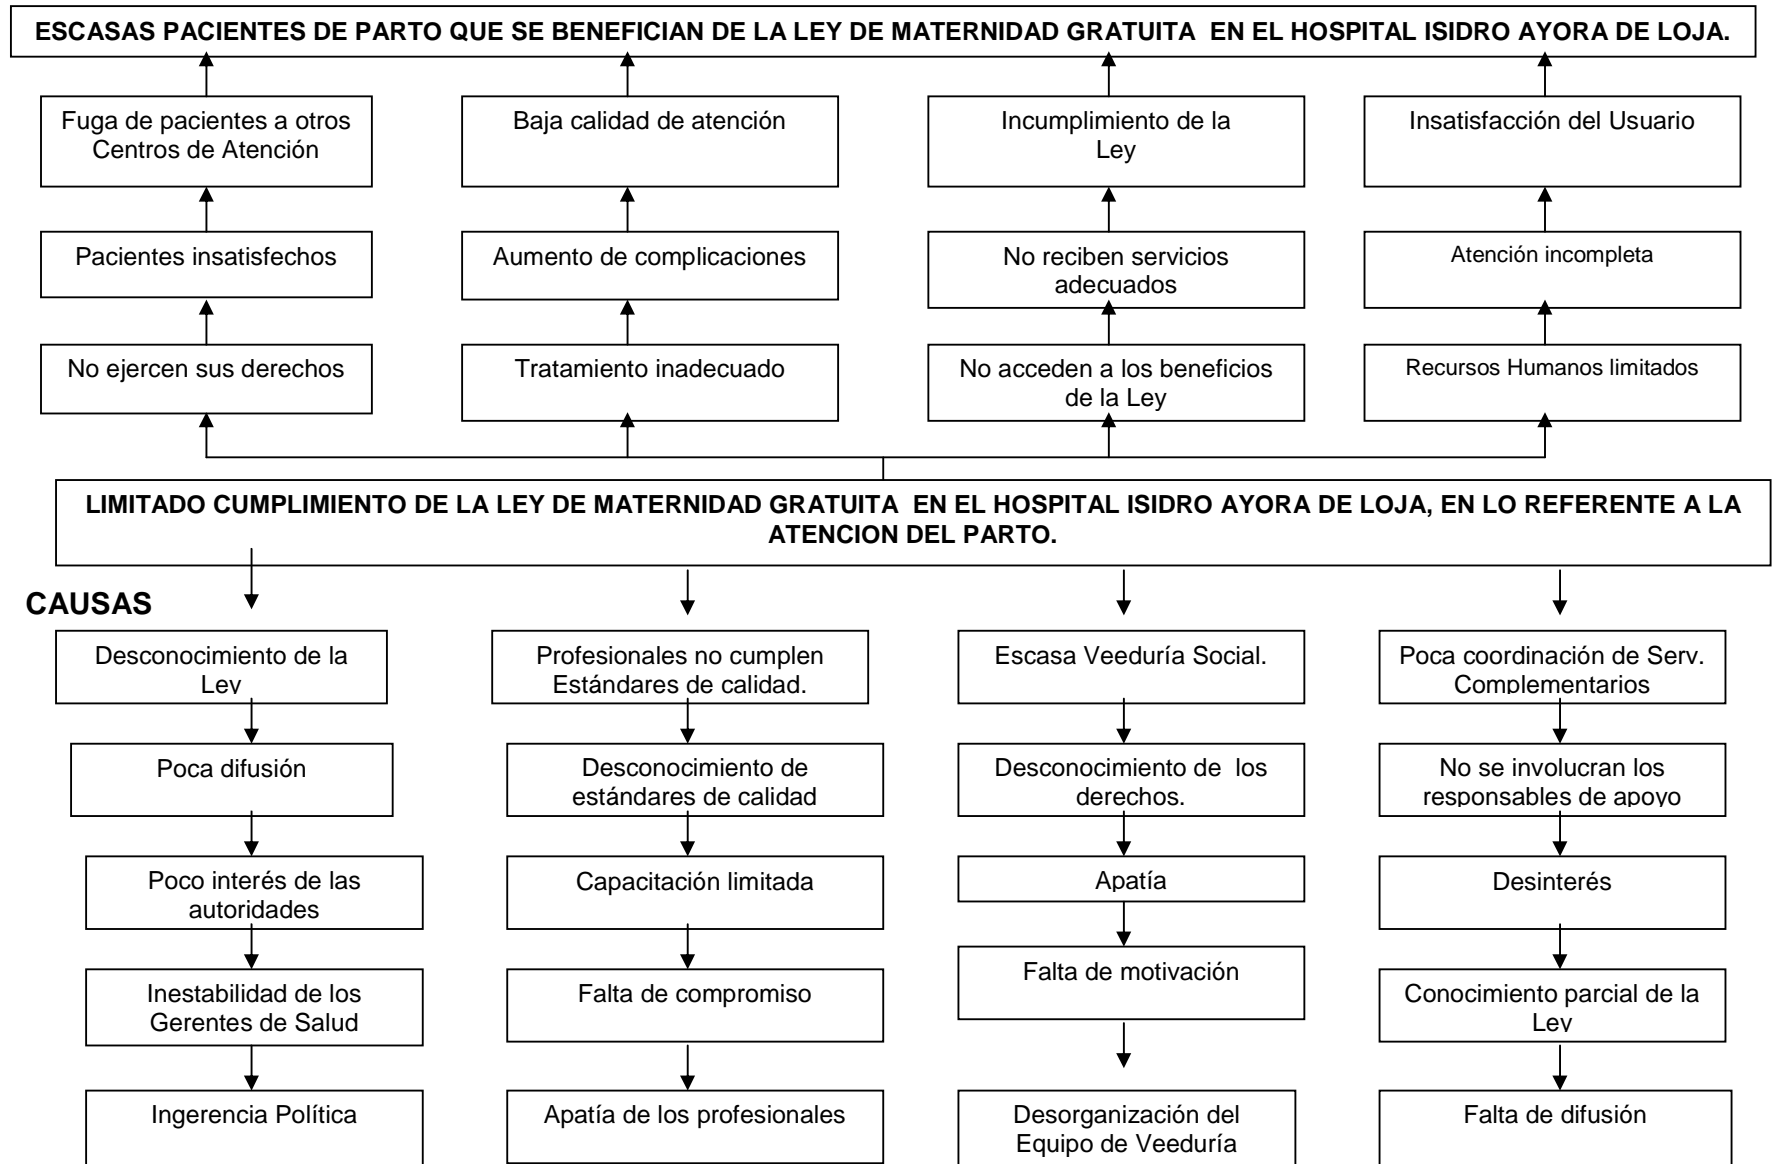 ESCASAS PACIENTES DE PARTO QUE SE BENEFICIAN DE LA LEY DE MATERNIDAD GRATUITA EN EL HOSPITAL ISIDRO AYORA DE LOJA.
Fuga de pacientes a otros
Centros de Atención
Baja calidad de atención
Incumplimiento de la
Ley
Insatisfacción del Usuario
Pacientes insatisfechos
Aumento de complicaciones
No reciben servicios
adecuados
Atención incompleta
No ejercen sus derechos
Tratamiento inadecuado
No acceden a los beneficios
de la Ley
Recursos Humanos limitados
LIMITADO CUMPLIMIENTO DE LA LEY DE MATERNIDAD GRATUITA EN EL HOSPITAL ISIDRO AYORA DE LOJA, EN LO REFERENTE A LA
ATENCION DEL PARTO.
CAUSAS
Desconocimiento de la
Ley
Profesionales no cumplen
Estándares de calidad.
Escasa Veeduría Social.
Poca coordinación de Serv.
Complementarios
Poca difusión
Desconocimiento de
estándares de calidad
Desconocimiento de los
derechos.
No se involucran los
responsables de apoyo
Poco interés de las
autoridades
Capacitación limitada
Apatía
Desinterés
Inestabilidad de los
Gerentes de Salud
Falta de compromiso
Falta de motivación
Conocimiento parcial de la
Ley
Ingerencia Política
Apatía de los profesionales
Desorganización del
Equipo de Veeduría
Falta de difusión